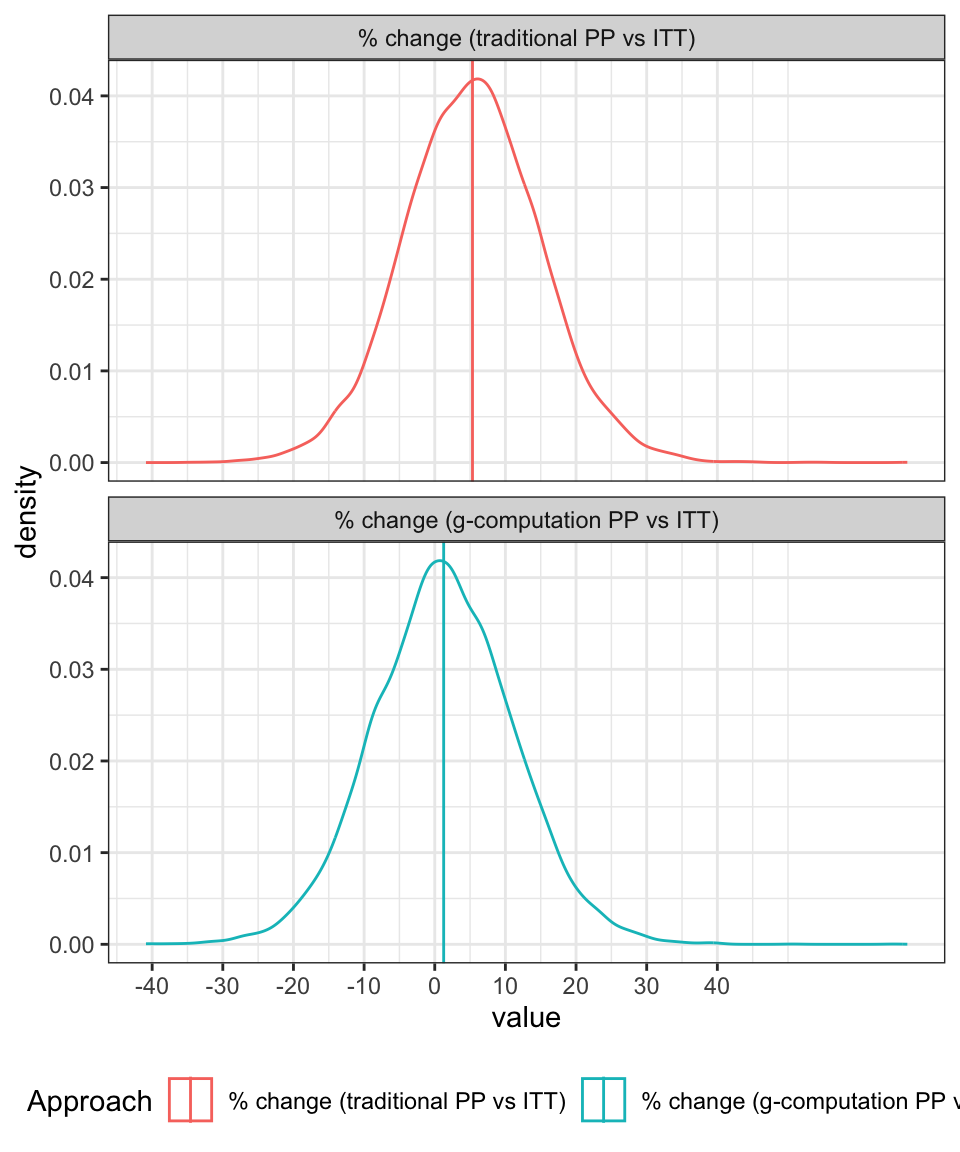 % change (traditional PP vs ITT)
0.04
0.03
0.02
0.01
0.00
density
% change (g-computation PP vs ITT)
0.04
0.03
0.02
0.01
0.00
-40 -30 -20 -10 0 10 20 30 40
value
Approach % change (traditional PP vs ITT) % change (g-computation PP v